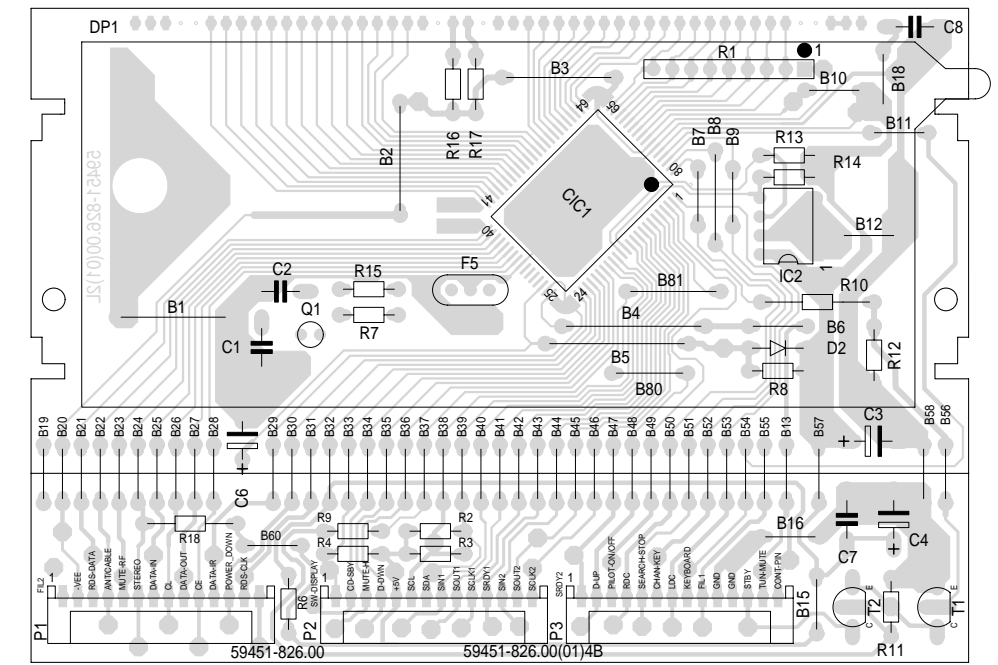 DP1
C8
R1
1
B3
B10
B18
64
65
B11
R16
R17
B2
B7
B8
B9
R13
R14
80
1
59451-826.00(01)2L
CIC1
41
40
B12
C2
R15
F5
25
24
B81
IC2
1
R10
B1
Q1
R7
B4
B6
C1
B5
D2
R12
B80
R8
B19
B20
B21
B22
B23
B24
B25
B26
B27
B28
B29
B30
B31
B32
B33
B34
B35
B36
B37
B38
B39
B40
B41
B42
B43
B44
B45
B46
B47
B48
B49
B50
B51
B52
B53
B54
B55
B13
B57
C3
B58
B56
+
+
C6
R18
B60
R9
R4
R2
R3
B16
C7
+
C4
FIL2
-VEE
RDS-DATA
ANTICABLE
MUTE-RF
STEREO
DATA-IN
CL
DATA-OUT
CE
DATA-IR
POWER_DOWN
RDS-CLK
R6
SW-DISPLAY
CCD-SBY
D-DWN
+5V
SCL
SDA
SIN1
SOUT1
SCLK1
SRDY1
SIN2
SOUT2
SCLK2
SRDY2
D-UP
PILOT-ON/OFF
RDC
SEARCH-STOP
CHAN-KEY
LDC
KEYBOARD
FIL1
GND
GND
STBY
TUN-MUTE
CONT-PIN
B15
E
C
T2
E
C
T1
1
P1
1
P2
1
P3
R11
59451-826.00
59451-826.00(01)4B